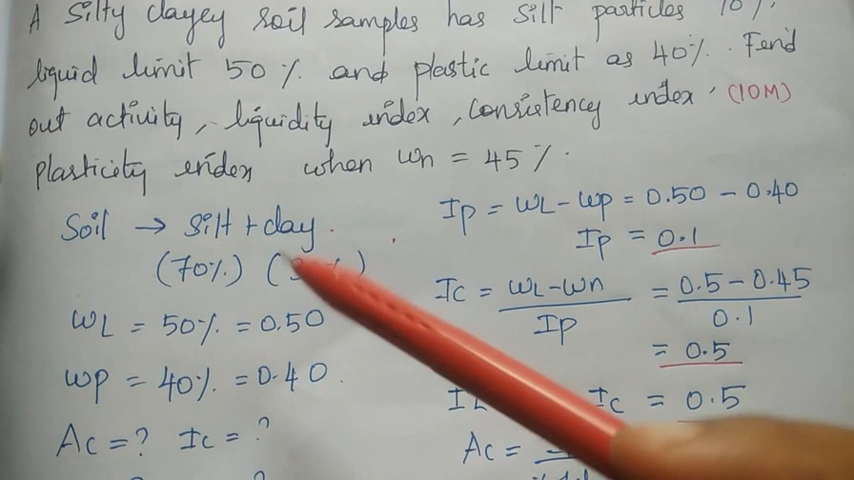 A Silty clayey soil samples has silt particles
liquid limit 50% and plastic limit as 40%. Fend
out activity, liquidity index, consistency index. (10M)
plasticity index when wn = 45%.
Soil → Silt + clay.
(70%)
wL = 50% = 0.50
wp = 40% = 0.40.
Ac = ? Ic = ?
Ip = wL - wp = 0.50 - 0.40
Ip = 0.1
Ic = wL - wn / Ip = 0.5 - 0.45 / 0.1
= 0.5
Ic = 0.5
Ac =